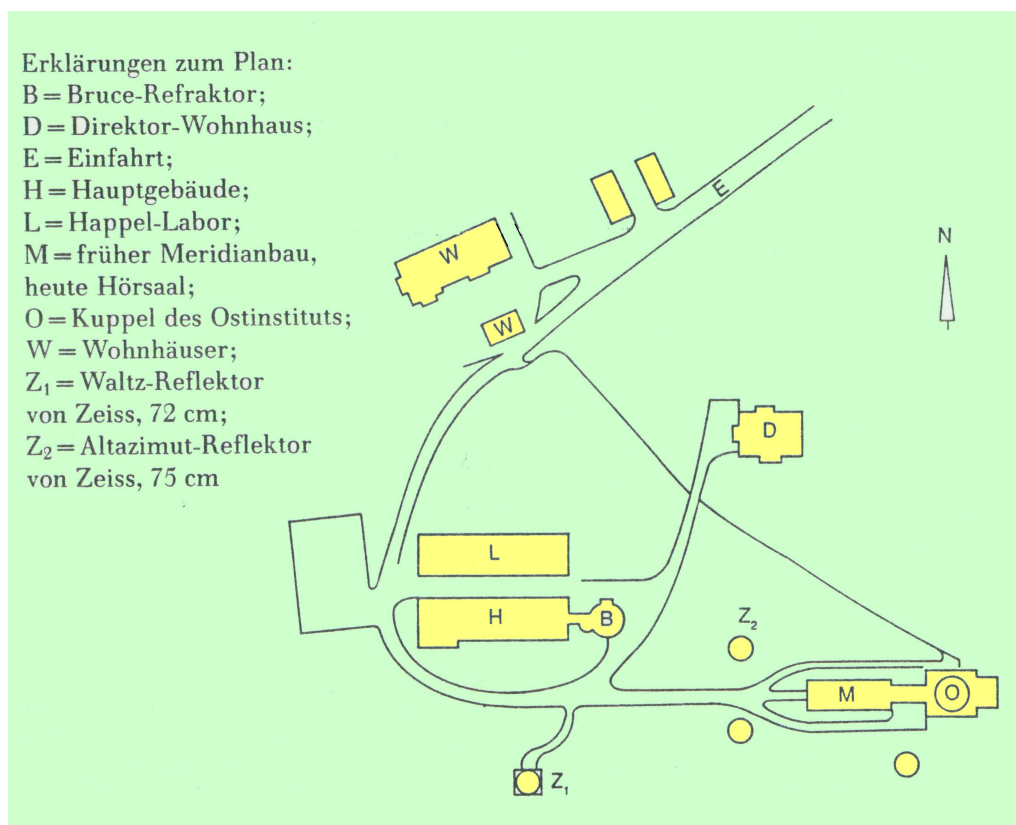 Erklärungen zum Plan:
B = Bruce-Refraktor;
D = Direktor-Wohnhaus;
E = Einfahrt;
H = Hauptgebäude;
L = Happel-Labor;
M = früher Meridianbau,
heute Hörsaal;
O = Kuppel des Ostinstituts;
W = Wohnhäuser;
Z₁ = Waltz-Reflektor
von Zeiss, 72 cm;
Z₂ = Altazimut-Reflektor
von Zeiss, 75 cm
E
N
W
W
D
L
H
B
Z₂
M
O
Z₁